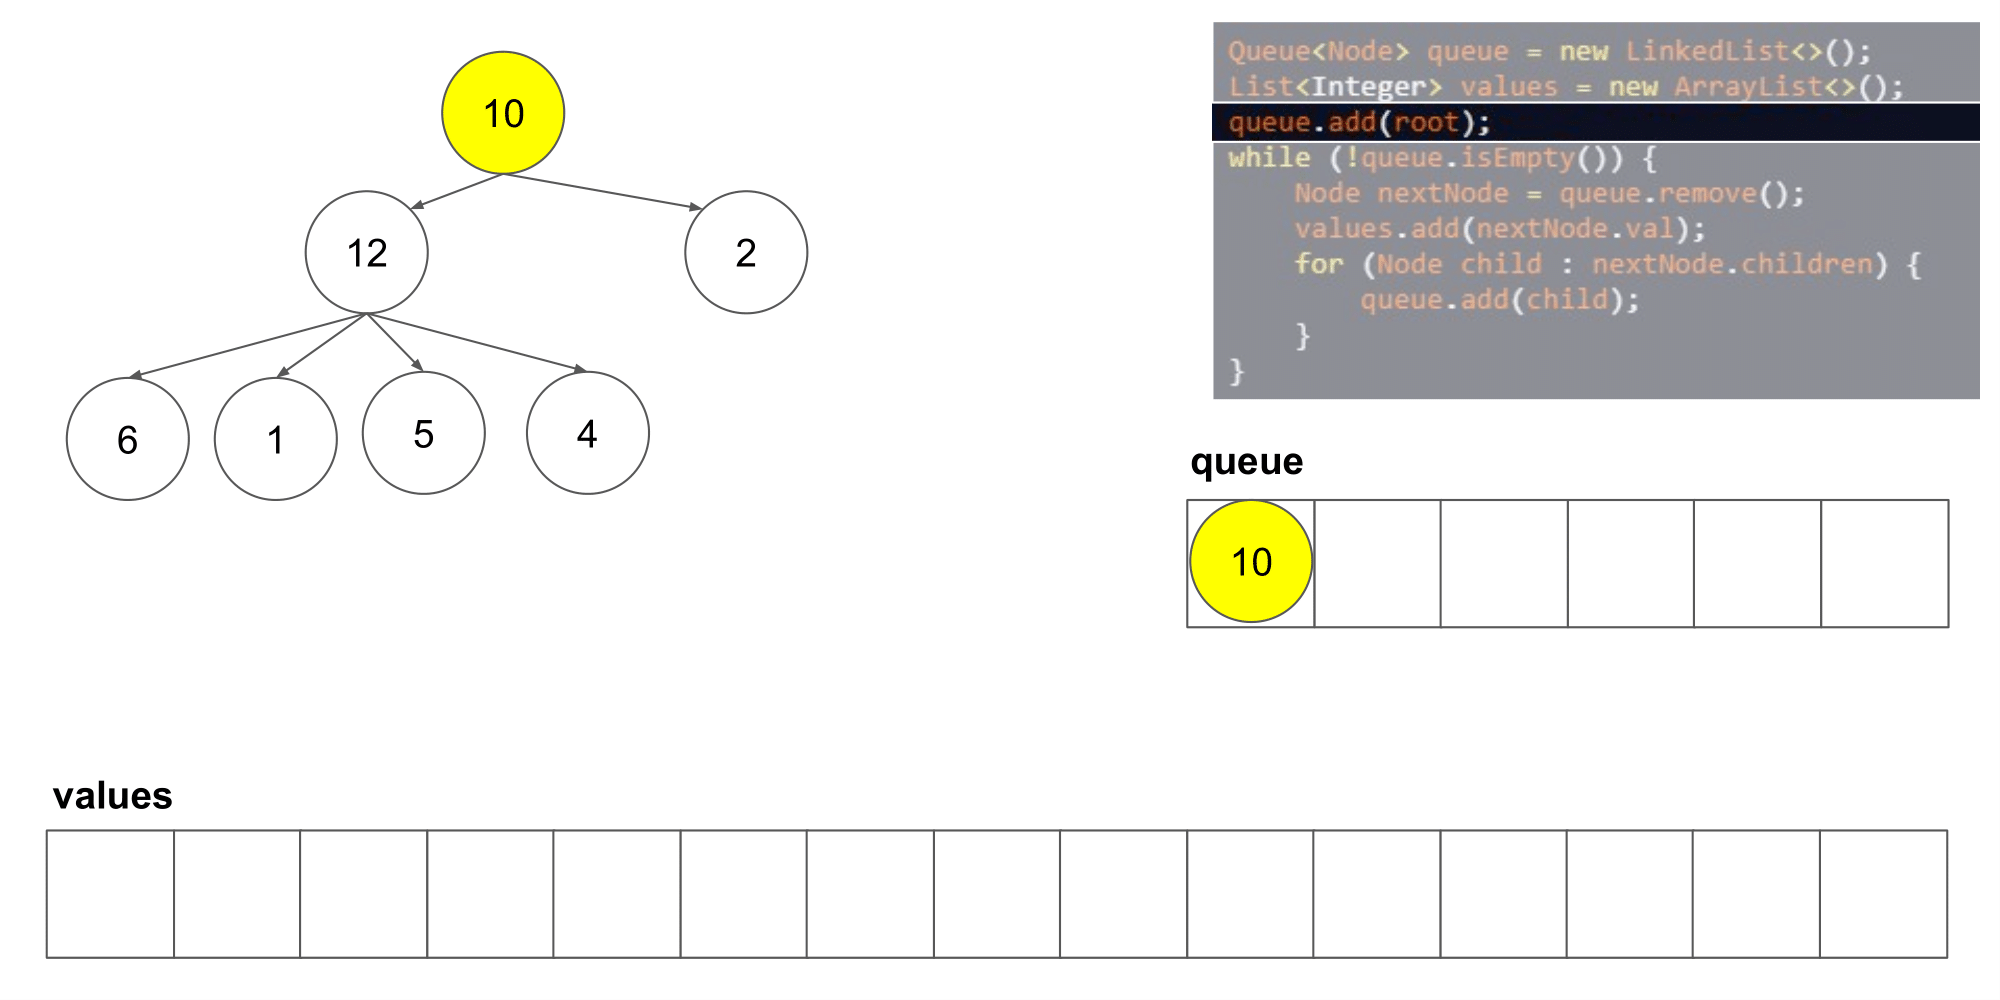 10
12
2
6
1
5
4
Queue<Node> queue = new LinkedList<>();
List<Integer> values = new ArrayList<>();
queue.add(root);
while (!queue.isEmpty()) {
    Node nextNode = queue.remove();
    values.add(nextNode.val);
    for (Node child : nextNode.children) {
        queue.add(child);
    }
}
queue
10
values